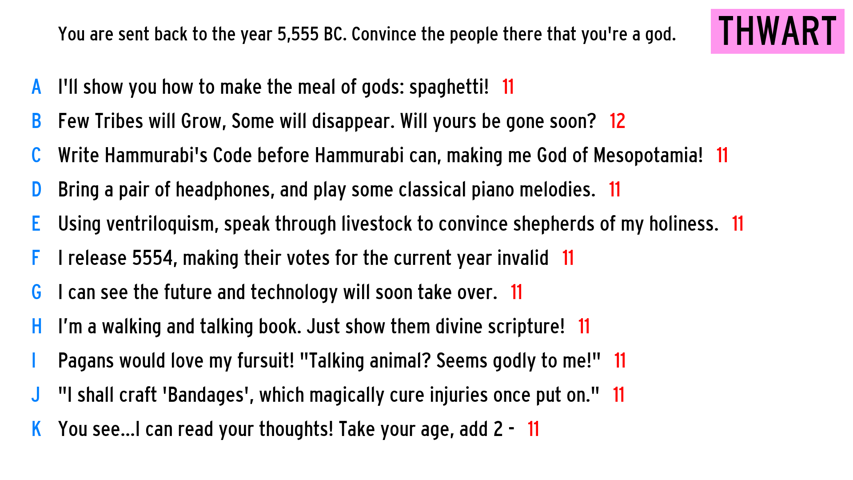 You are sent back to the year 5,555 BC. Convince the people there that you're a god.
THWART
A I'll show you how to make the meal of gods: spaghetti! 11
B Few Tribes will Grow, Some will disappear. Will yours be gone soon? 12
C Write Hammurabi's Code before Hammurabi can, making me God of Mesopotamia! 11
D Bring a pair of headphones, and play some classical piano melodies. 11
E Using ventriloquism, speak through livestock to convince shepherds of my holiness. 11
F I release 5554, making their votes for the current year invalid 11
G I can see the future and technology will soon take over. 11
H I’m a walking and talking book. Just show them divine scripture! 11
I Pagans would love my fursuit! "Talking animal? Seems godly to me!" 11
J "I shall craft 'Bandages', which magically cure injuries once put on." 11
K You see...I can read your thoughts! Take your age, add 2 - 11